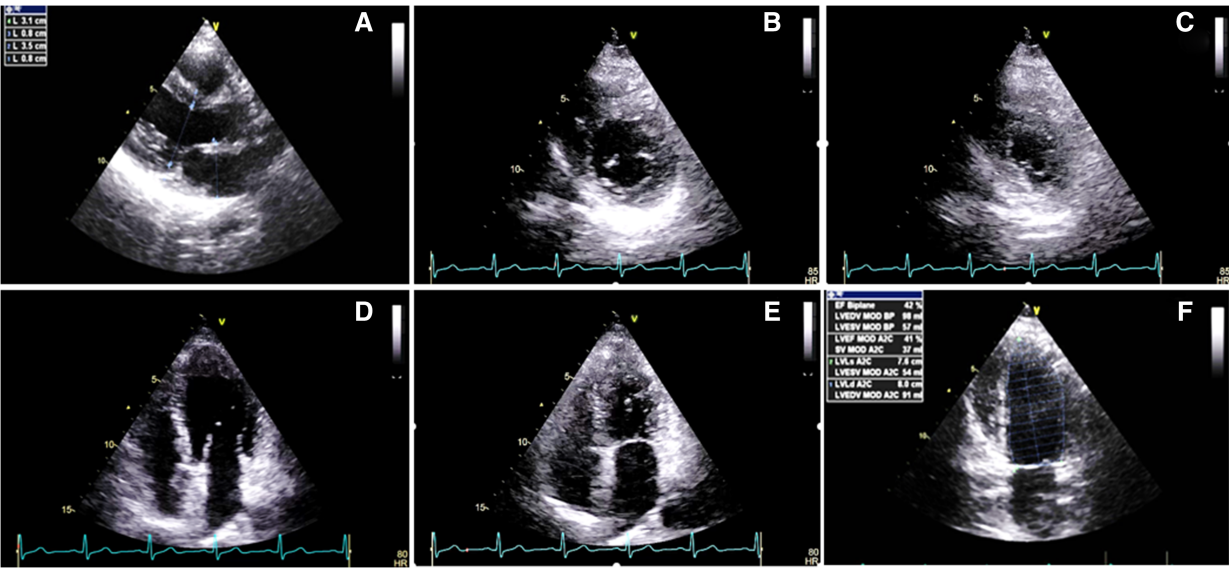 A
L 3.1 cm
L 0.8 cm
L 3.5 cm
L 0.8 cm
V
5
10
B
V
5
10
85
HR
C
V
5
10
85
HR
D
V
5
10
15
80
HR
E
V
5
10
15
80
HR
F
EF Biplane 42 %
LVEDV MOD BP 98 ml
LVESV MOD BP 57 ml
LVEF MOD A2C 41 %
SV MOD A2C 37 ml
LVLs A2C 7.6 cm
LVESV MOD A2C 54 ml
LVLd A2C 8.0 cm
LVEDV MOD A2C 91 ml
V
5
10